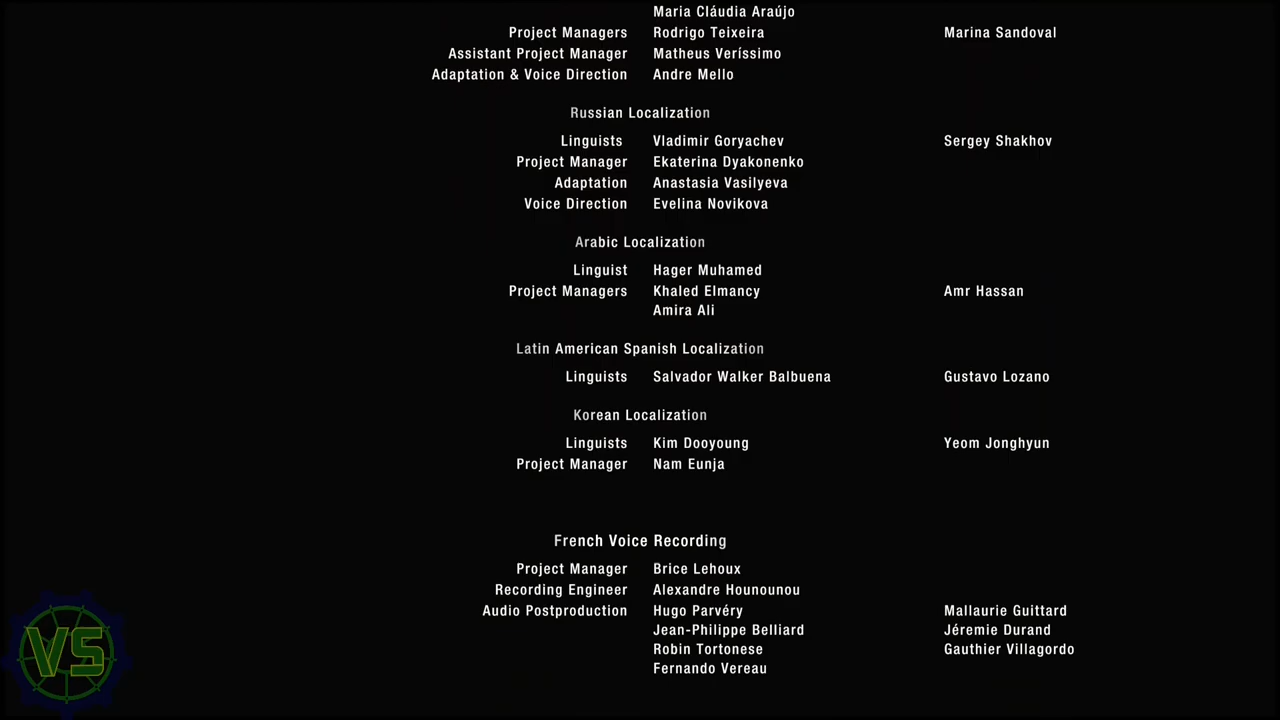 Maria Cláudia Araújo
Project Managers Rodrigo Teixeira Marina Sandoval
Assistant Project Manager Matheus Veríssimo
Adaptation & Voice Direction Andre Mello
Russian Localization
Linguists Vladimir Goryachev Sergey Shakhov
Project Manager Ekaterina Dyakonenko
Adaptation Anastasia Vasilyeva
Voice Direction Evelina Novikova
Arabic Localization
Linguist Hager Muhamed
Project Managers Khaled Elmancy Amr Hassan
Amira Ali
Latin American Spanish Localization
Linguists Salvador Walker Balbuena Gustavo Lozano
Korean Localization
Linguists Kim Dooyoung Yeom Jonghyun
Project Manager Nam Eunja
French Voice Recording
Project Manager Brice Lehoux
Recording Engineer Alexandre Hounounou
Audio Postproduction Hugo Parvéry Mallaurie Guittard
Jean-Philippe Belliard Jéremie Durand
Robin Tortonese Gauthier Villagordo
Fernando Vereau
VS